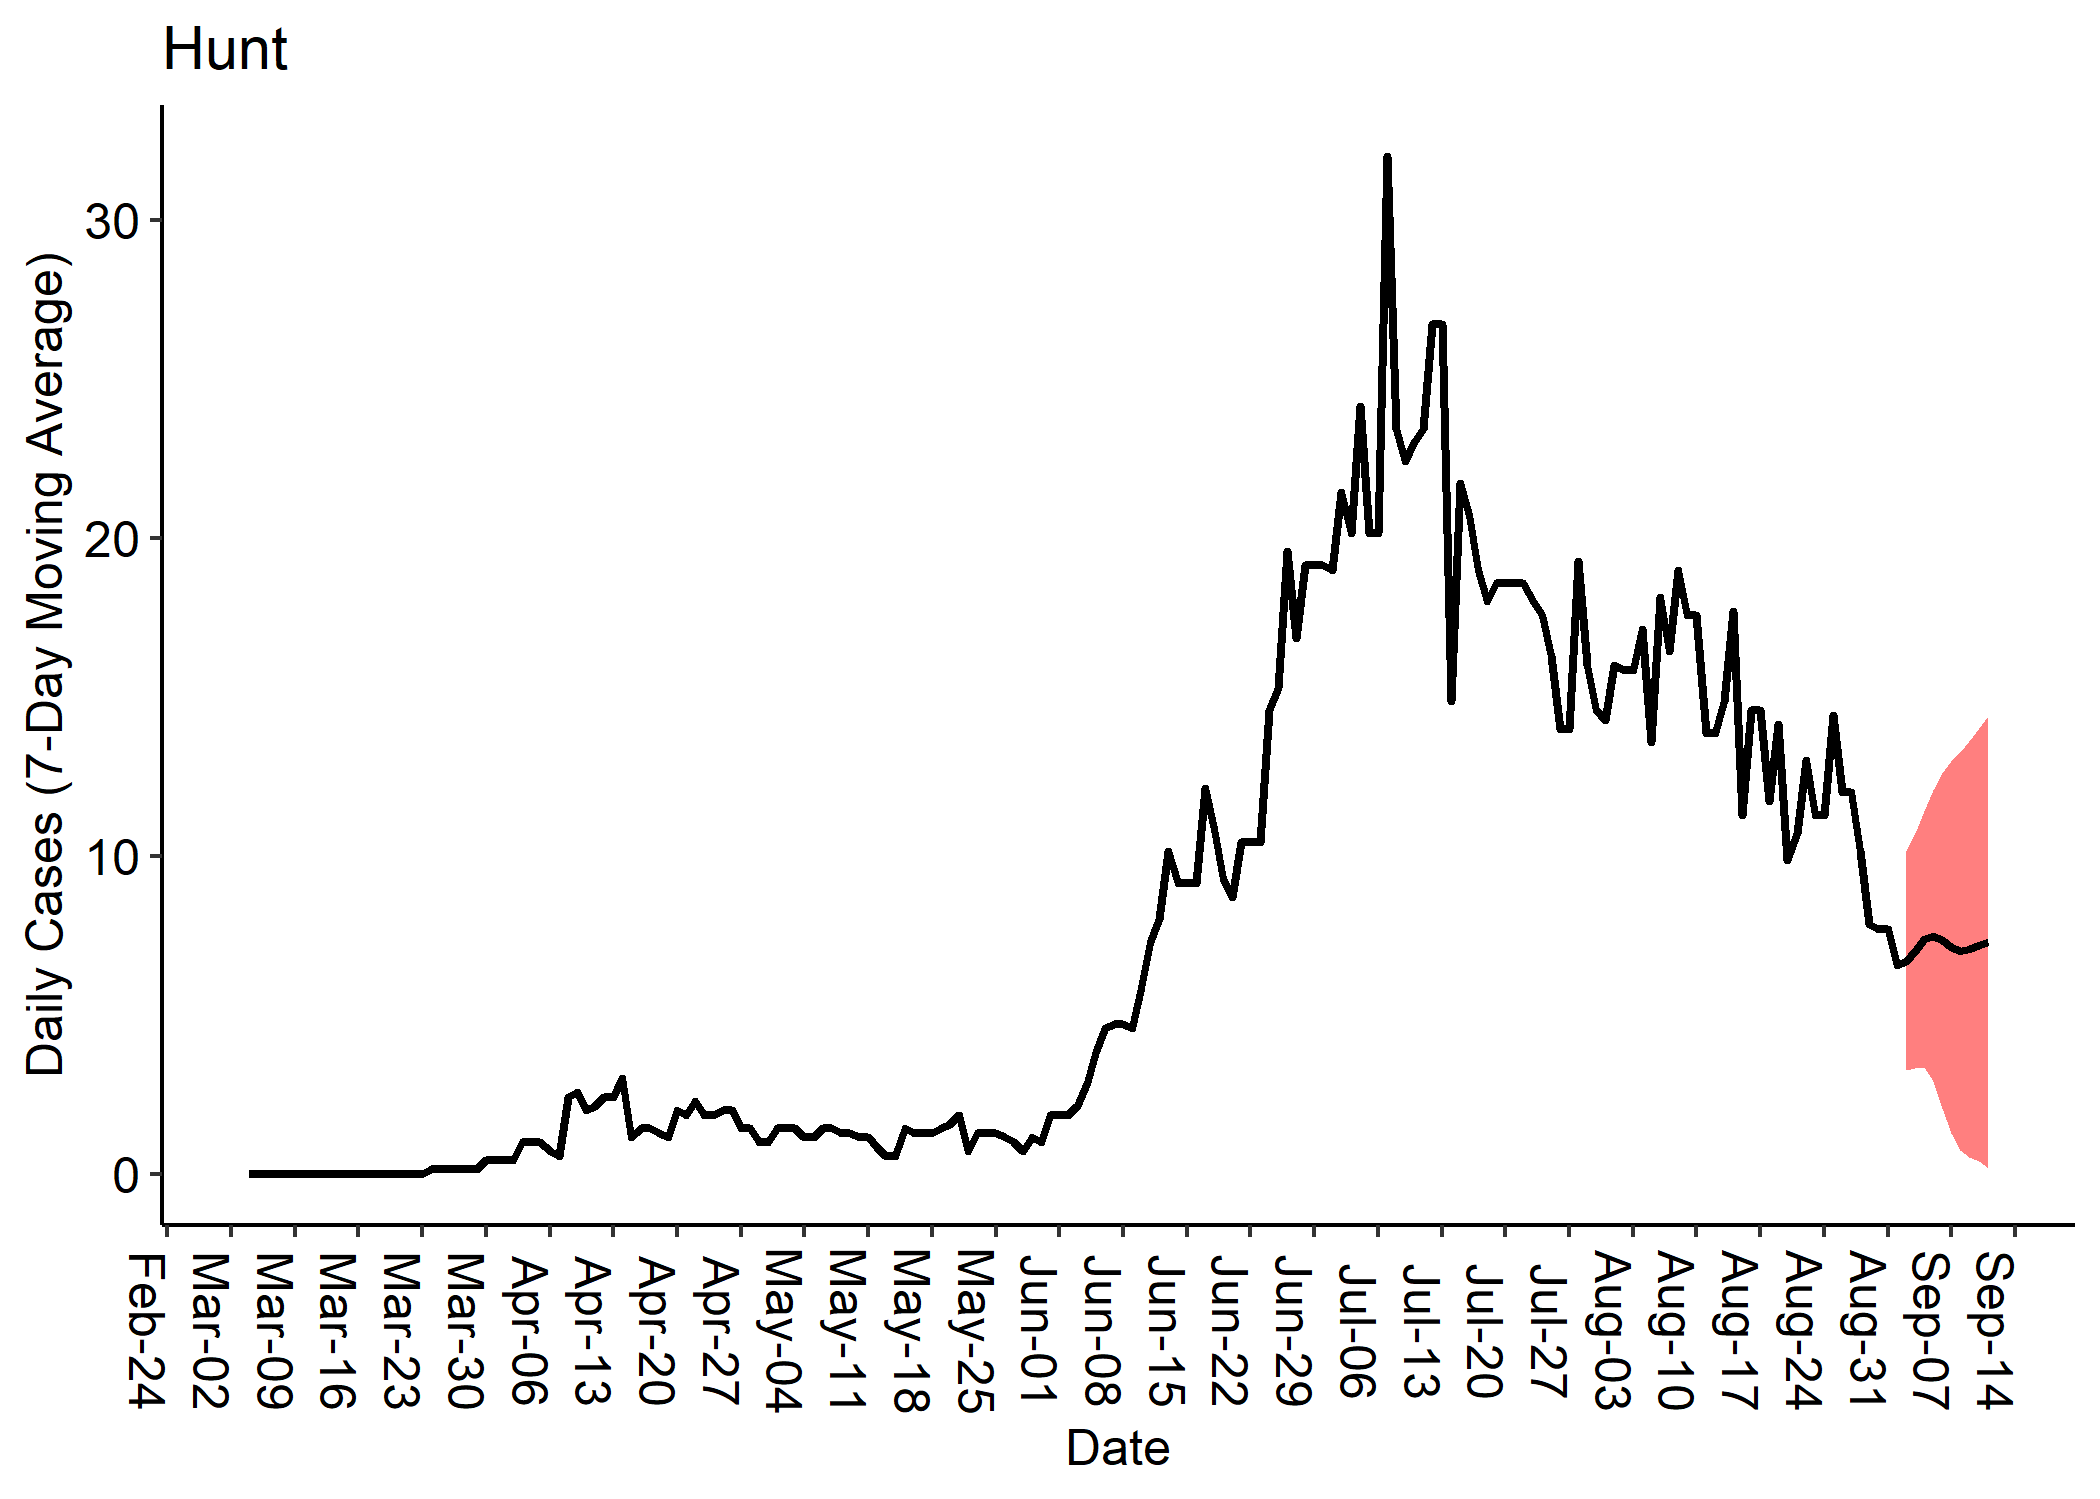 Hunt
Daily Cases (7-Day Moving Average)
30
20
10
0
Feb-24
Mar-02
Mar-09
Mar-16
Mar-23
Mar-30
Apr-06
Apr-13
Apr-20
Apr-27
May-04
May-11
May-18
May-25
Jun-01
Jun-08
Jun-15
Jun-22
Jun-29
Jul-06
Jul-13
Jul-20
Jul-27
Aug-03
Aug-10
Aug-17
Aug-24
Aug-31
Sep-07
Sep-14
Date